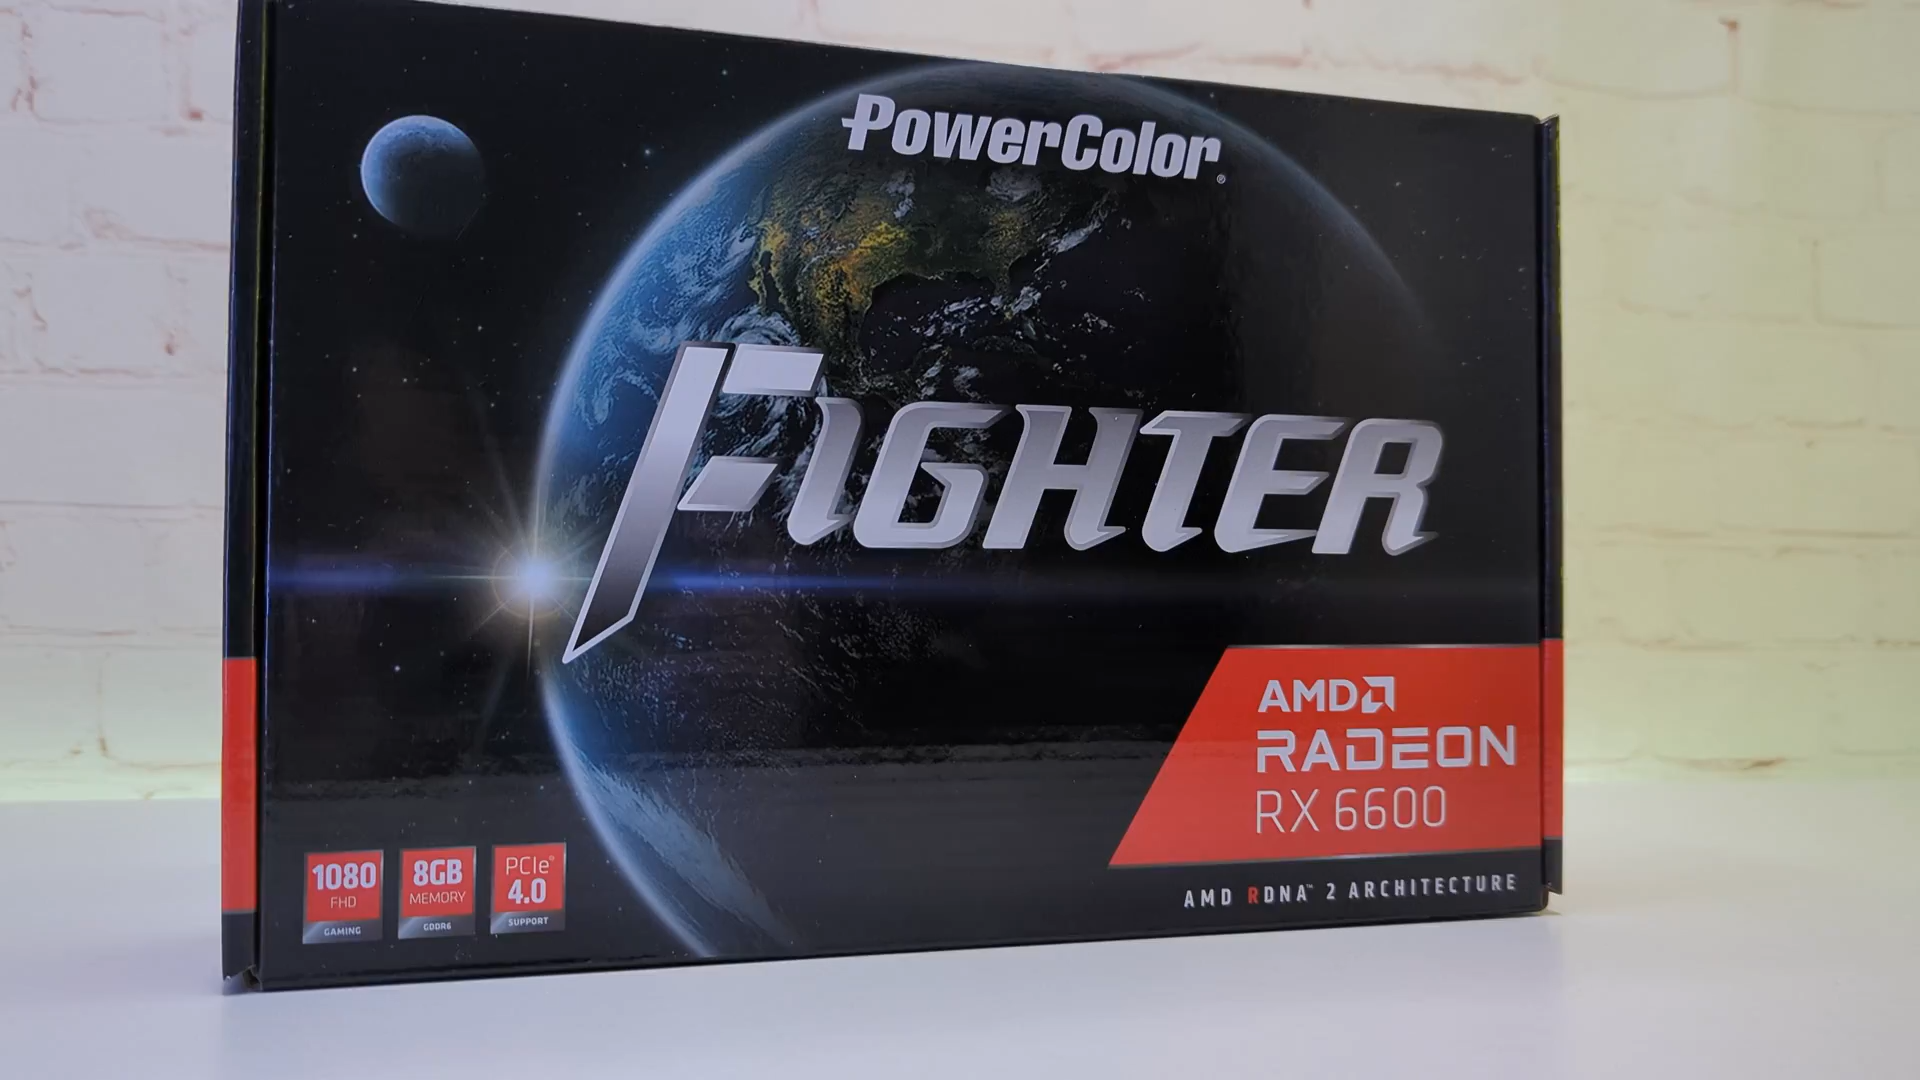 PowerColor®
FIGHTER
AMD
RADEON
RX 6600
AMD RDNA™ 2 ARCHITECTURE
1080
FHD
GAMING
8GB
MEMORY
GDDR6
PCIe®
4.0
SUPPORT